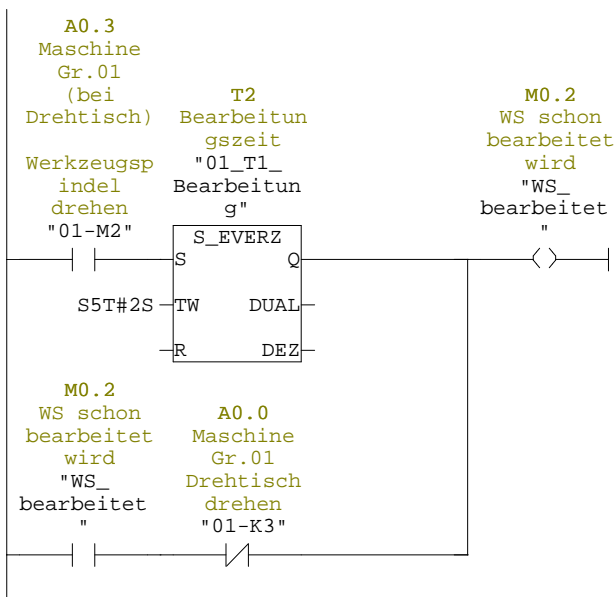 A0.3
Maschine
Gr.01
(bei
Drehtisch)
Werkzeugsp
indel
drehen
"01-M2"
T2
Bearbeitun
gszeit
"01_T1_
Bearbeitun
g"
M0.2
WS schon
bearbeitet
wird
"WS_
bearbeitet
"
S_EVERZ
S Q
S5T#2S TW DUAL
R DEZ
M0.2
WS schon
bearbeitet
wird
"WS_
bearbeitet
"
A0.0
Maschine
Gr.01
Drehtisch
drehen
"01-K3"